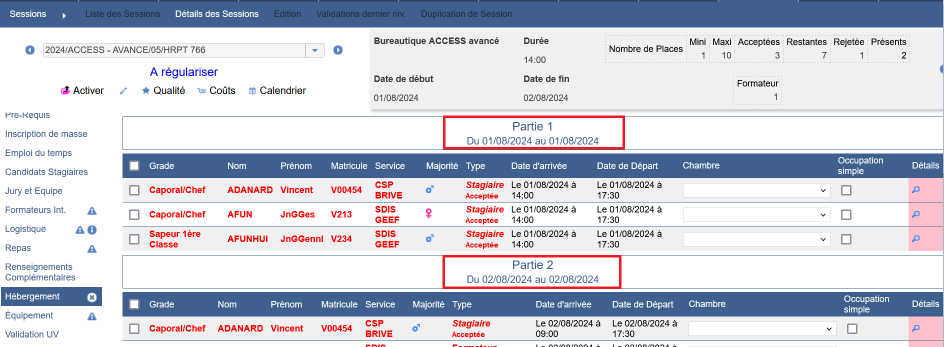 Sessions Liste des Sessions Détails des Sessions Edition Validations dernier niv. Duplication de Session
2024/ACCESS - AVANCE/05/HRPT 766
A régulariser
Activer Qualité Coûts Calendrier
Bureautique ACCESS avancé Durée
14:00
Date de début Date de fin
01/08/2024 02/08/2024
Nombre de Places Mini Maxi Acceptées Restantes Rejetée Présents
1 10 3 7 1 2
Formateur
1
Pré-Requis
Inscription de masse
Emploi du temps
Candidats Stagiaires
Jury et Equipe
Formateurs Int.
Logistique
Repas
Renseignements
Complémentaires
Hébergement
Équipement
Validation UV
Partie 1
Du 01/08/2024 au 01/08/2024
Grade Nom Prénom Matricule Service Majorité Type Date d'arrivée Date de Départ Chambre Occupation simple Détails
Caporal/Chef ADANARD Vincent V00454 CSP BRIVE Stagiaire Acceptée Le 01/08/2024 à 14:00 Le 01/08/2024 à 17:30
Caporal/Chef AFUN JnGGes V213 SDIS GEEF Stagiaire Acceptée Le 01/08/2024 à 14:00 Le 01/08/2024 à 17:30
Sapeur 1ère Classe AFUNHUI JnGGennl V234 SDIS GEEF Stagiaire Acceptée Le 01/08/2024 à 14:00 Le 01/08/2024 à 17:30
Partie 2
Du 02/08/2024 au 02/08/2024
Grade Nom Prénom Matricule Service Majorité Type Date d'arrivée Date de Départ Chambre Occupation simple Détails
Caporal/Chef ADANARD Vincent V00454 CSP BRIVE Stagiaire Acceptée Le 02/08/2024 à 09:00 Le 02/08/2024 à 17:30